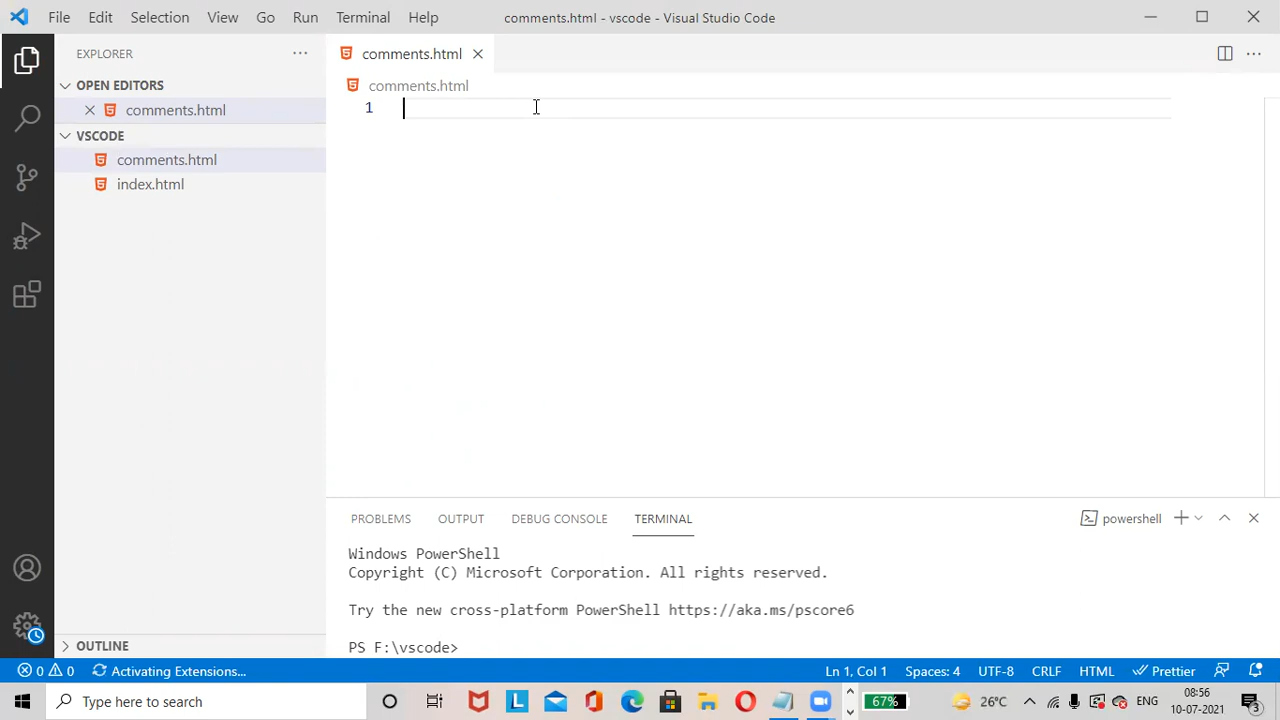 File Edit Selection View Go Run Terminal Help comments.html - vscode - Visual Studio Code
EXPLORER
OPEN EDITORS
comments.html
VSCODE
comments.html
index.html
OUTLINE
comments.html
comments.html
1
PROBLEMS OUTPUT DEBUG CONSOLE TERMINAL powershell
Windows PowerShell
Copyright (C) Microsoft Corporation. All rights reserved.
Try the new cross-platform PowerShell https://aka.ms/pscore6
PS F:\vscode>
0 0 Activating Extensions... Ln 1, Col 1 Spaces: 4 UTF-8 CRLF HTML Prettier
Type here to search L 67% 26°C ENG 08:56
10-07-2021 3